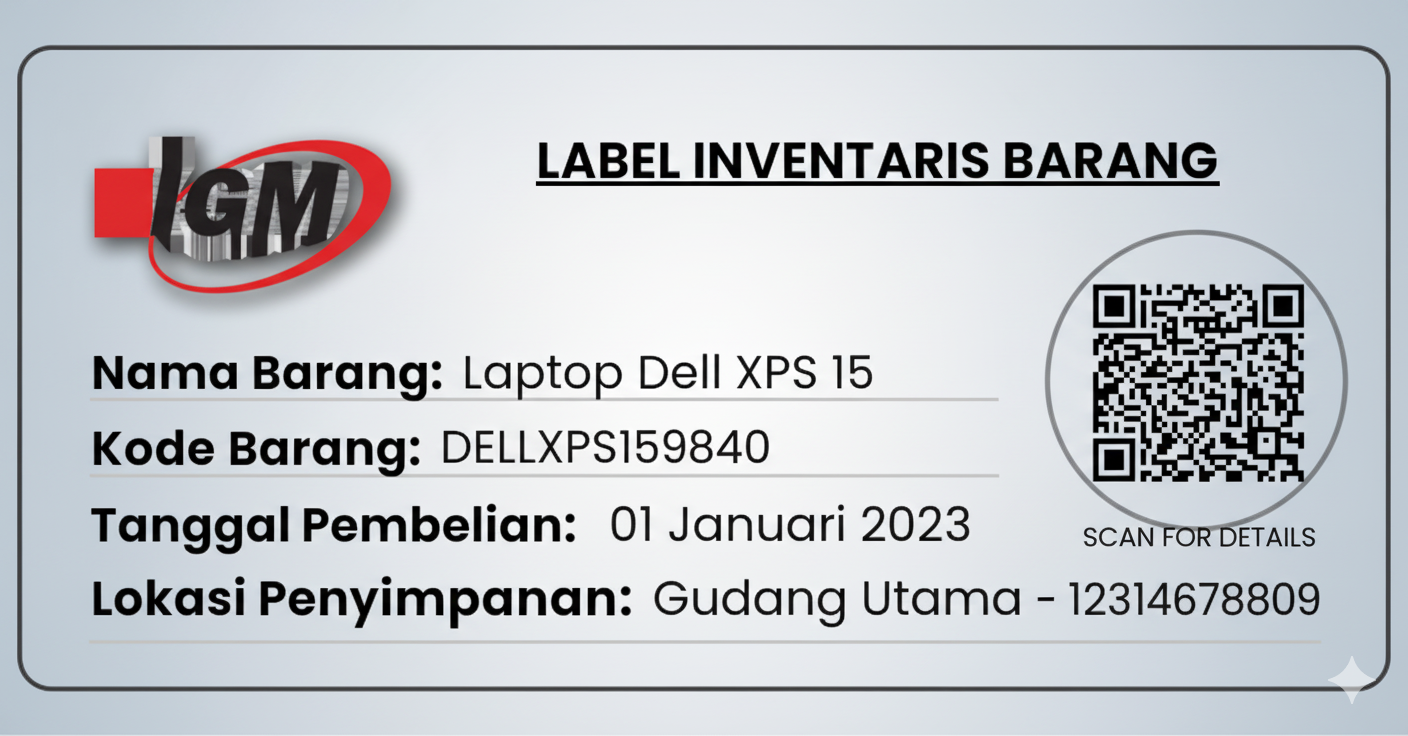 IGM
LABEL INVENTARIS BARANG
Nama Barang: Laptop Dell XPS 15
Kode Barang: DELLXPS159840
Tanggal Pembelian: 01 Januari 2023
SCAN FOR DETAILS
Lokasi Penyimpanan: Gudang Utama - 12314678809